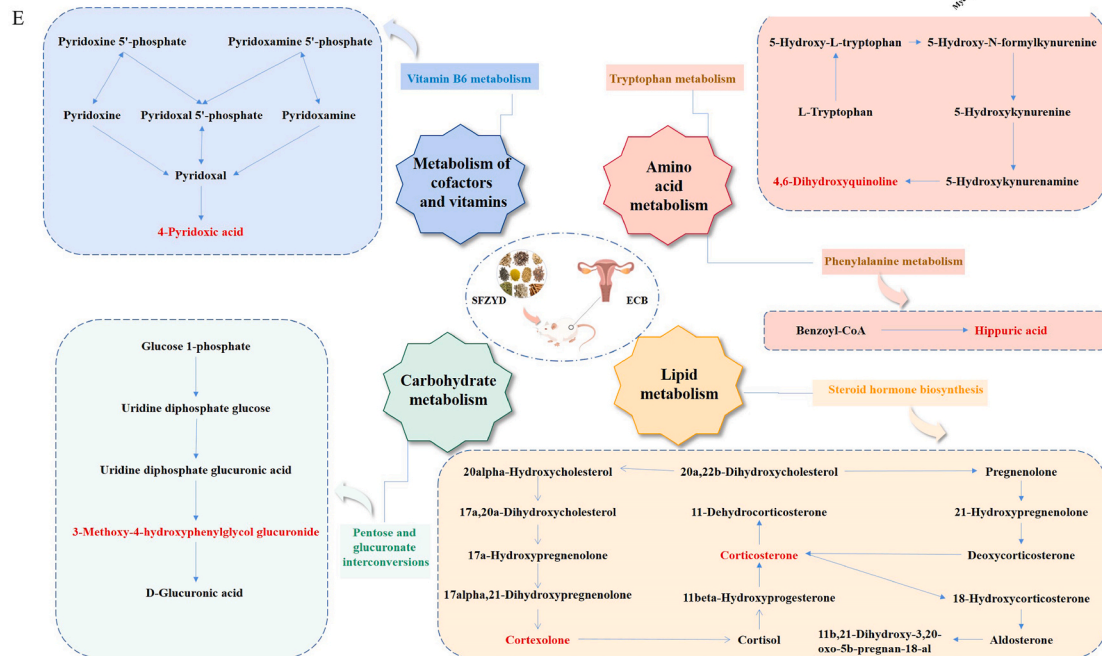 E
Myo
Pyridoxine 5'-phosphate
Pyridoxamine 5'-phosphate
Pyridoxine
Pyridoxal 5'-phosphate
Pyridoxamine
Pyridoxal
4-Pyridoxic acid
Vitamin B6 metabolism
Metabolism of
cofactors
and vitamins
Tryptophan metabolism
Amino
acid
metabolism
5-Hydroxy-L-tryptophan
5-Hydroxy-N-formylkynurenine
L-Tryptophan
5-Hydroxykynurenine
4,6-Dihydroxyquinoline
5-Hydroxykynurenamine
Phenylalanine metabolism
Benzoyl-CoA
Hippuric acid
SFZYD
ECB
Carbohydrate
metabolism
Lipid
metabolism
Steroid hormone biosynthesis
Glucose 1-phosphate
Uridine diphosphate glucose
Uridine diphosphate glucuronic acid
3-Methoxy-4-hydroxyphenylglycol glucuronide
D-Glucuronic acid
Pentose and
glucuronate
interconversions
20alpha-Hydroxycholesterol
20a,22b-Dihydroxycholesterol
Pregnenolone
17a,20a-Dihydroxycholesterol
11-Dehydrocorticosterone
21-Hydroxypregnenolone
17a-Hydroxypregnenolone
Corticosterone
Deoxycorticosterone
17alpha,21-Dihydroxypregnenolone
11beta-Hydroxyprogesterone
18-Hydroxycorticosterone
Cortexolone
Cortisol
11b,21-Dihydroxy-3,20-
oxo-5b-pregnan-18-al
Aldosterone